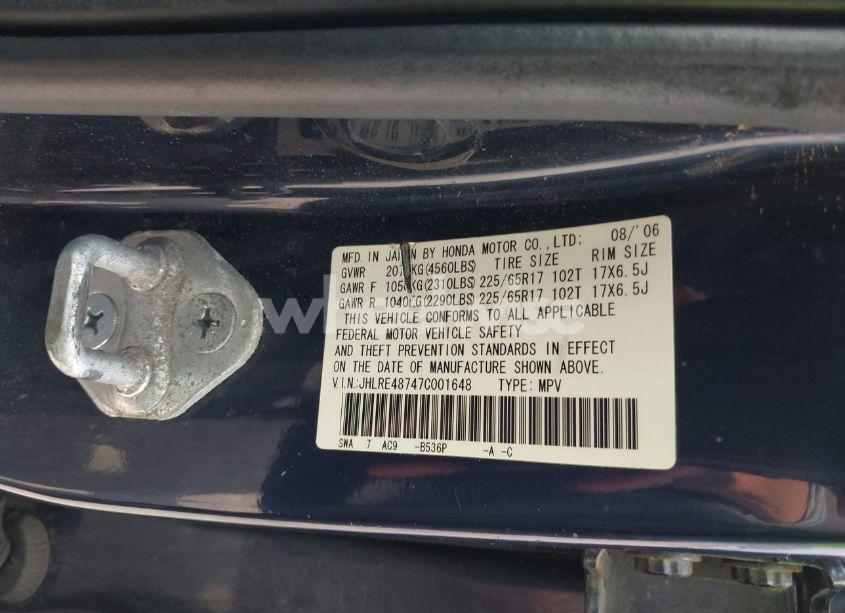 MFD. IN JAPAN BY HONDA MOTOR CO.,LTD: 08/'06
GVWR KG(4560LBS) TIRE SIZE RIM SIZE
GAWR F KG(2310LBS) 225/65R17 102T 17X6.5J
GAWR R 1040KG(2290LBS) 225/65R17 102T 17X6.5J
THIS VEHICLE CONFORMS TO ALL APPLICABLE
FEDERAL MOTOR VEHICLE SAFETY
AND THEFT PREVENTION STANDARDS IN EFFECT
ON THE DATE OF MANUFACTURE SHOWN ABOVE.
V.I.N.:JHLRE48747C001648 TYPE: MPV
SWA 7 AC9 -B536P -A -C